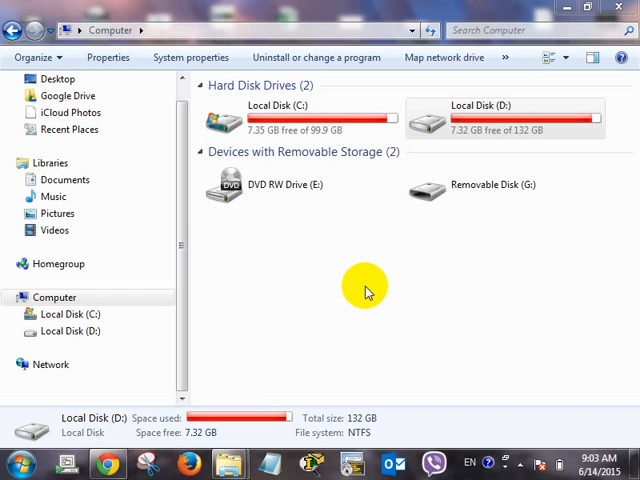 Computer
Search Computer
Organize
Properties
System properties
Uninstall or change a program
Map network drive
»
Desktop
Google Drive
iCloud Photos
Recent Places
Libraries
Documents
Music
Pictures
Videos
Homegroup
Computer
Local Disk (C:)
Local Disk (D:)
Network
Hard Disk Drives (2)
Local Disk (C:)
7.35 GB free of 99.9 GB
Local Disk (D:)
7.32 GB free of 132 GB
Devices with Removable Storage (2)
DVD
DVD RW Drive (E:)
Removable Disk (G:)
Local Disk (D:) Space used: Total size: 132 GB
Local Disk Space free: 7.32 GB File system: NTFS
EN
9:03 AM
6/14/2015